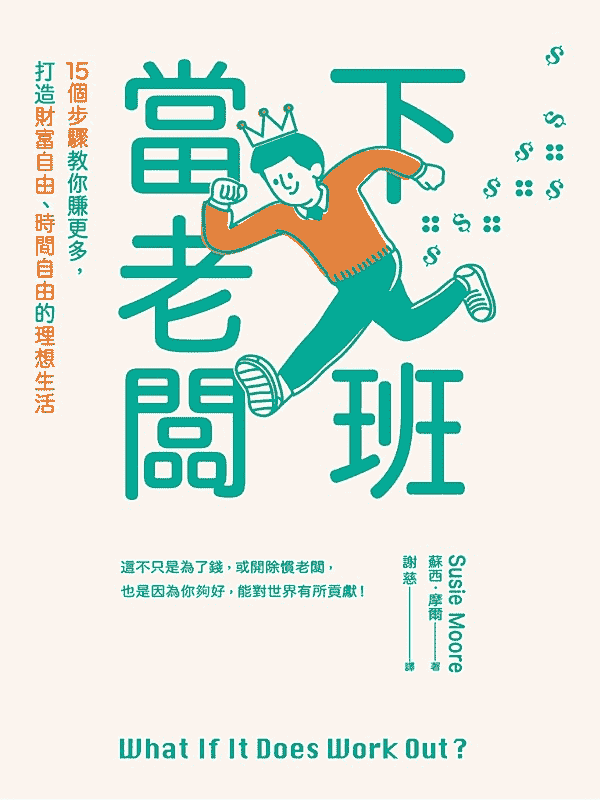 下班
當老闆
15個步驟教你賺更多，
打造財富自由、時間自由的理想生活
這不只是為了錢，或開除慣老闆，
也是因為你夠好，能對世界有所貢獻！
Susie Moore
蘇西·摩爾 著
謝慈 譯
What If It Does Work Out?